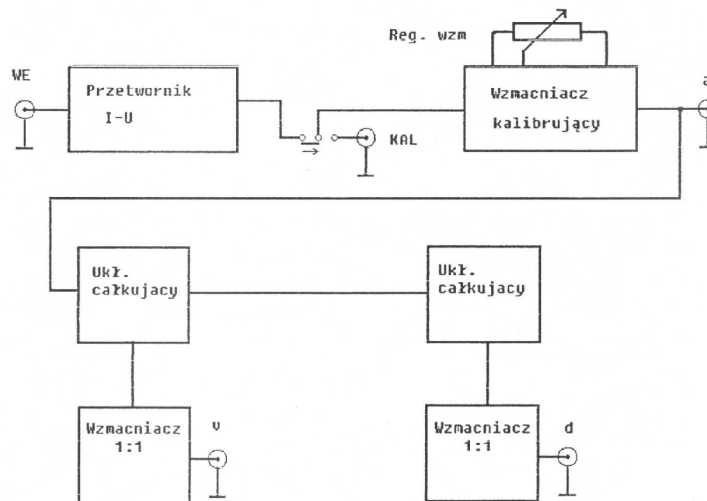 Reg. wzm
WE
Przetwornik
I-U
KAL
Wzmacniacz
kalibrujący
a
Ukł.
całkujacy
Ukł.
całkujacy
Wzmacniacz
1:1
v
Wzmacniacz
1:1
d